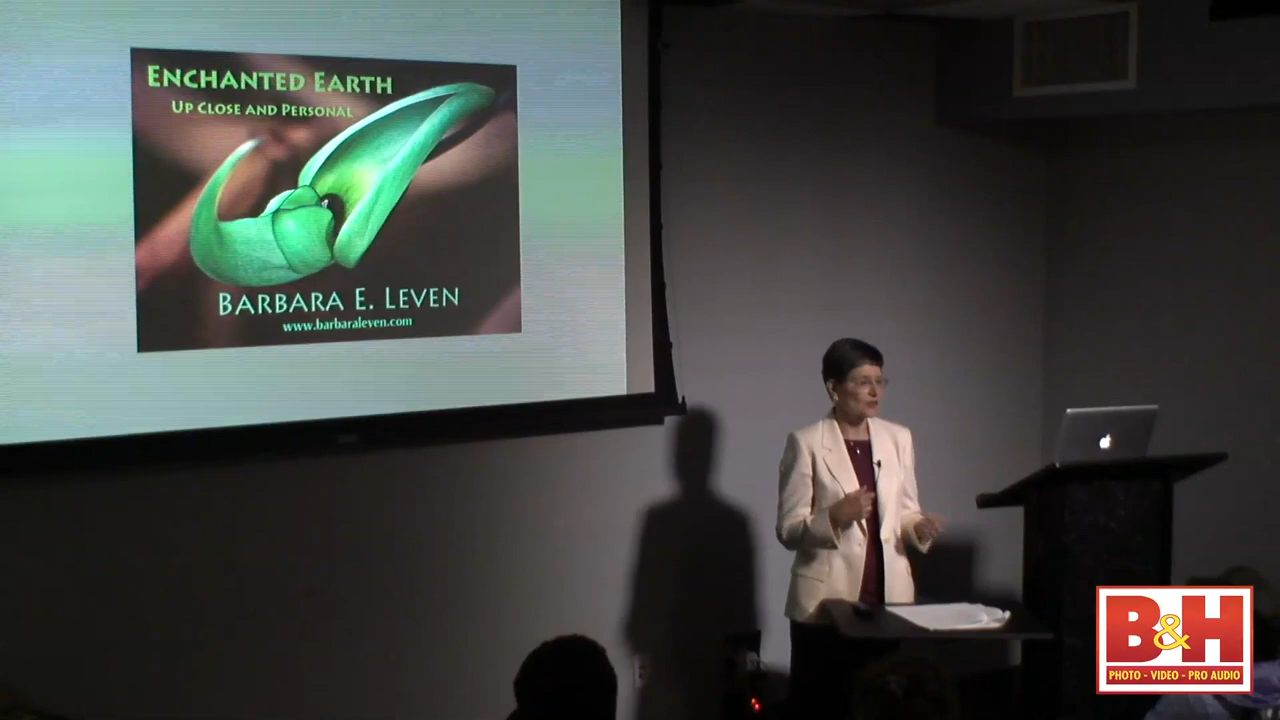 ENCHANTED EARTH
UP CLOSE AND PERSONAL
BARBARA E. LEVEN
www.barbaraleven.com
B&H
PHOTO - VIDEO - PRO AUDIO